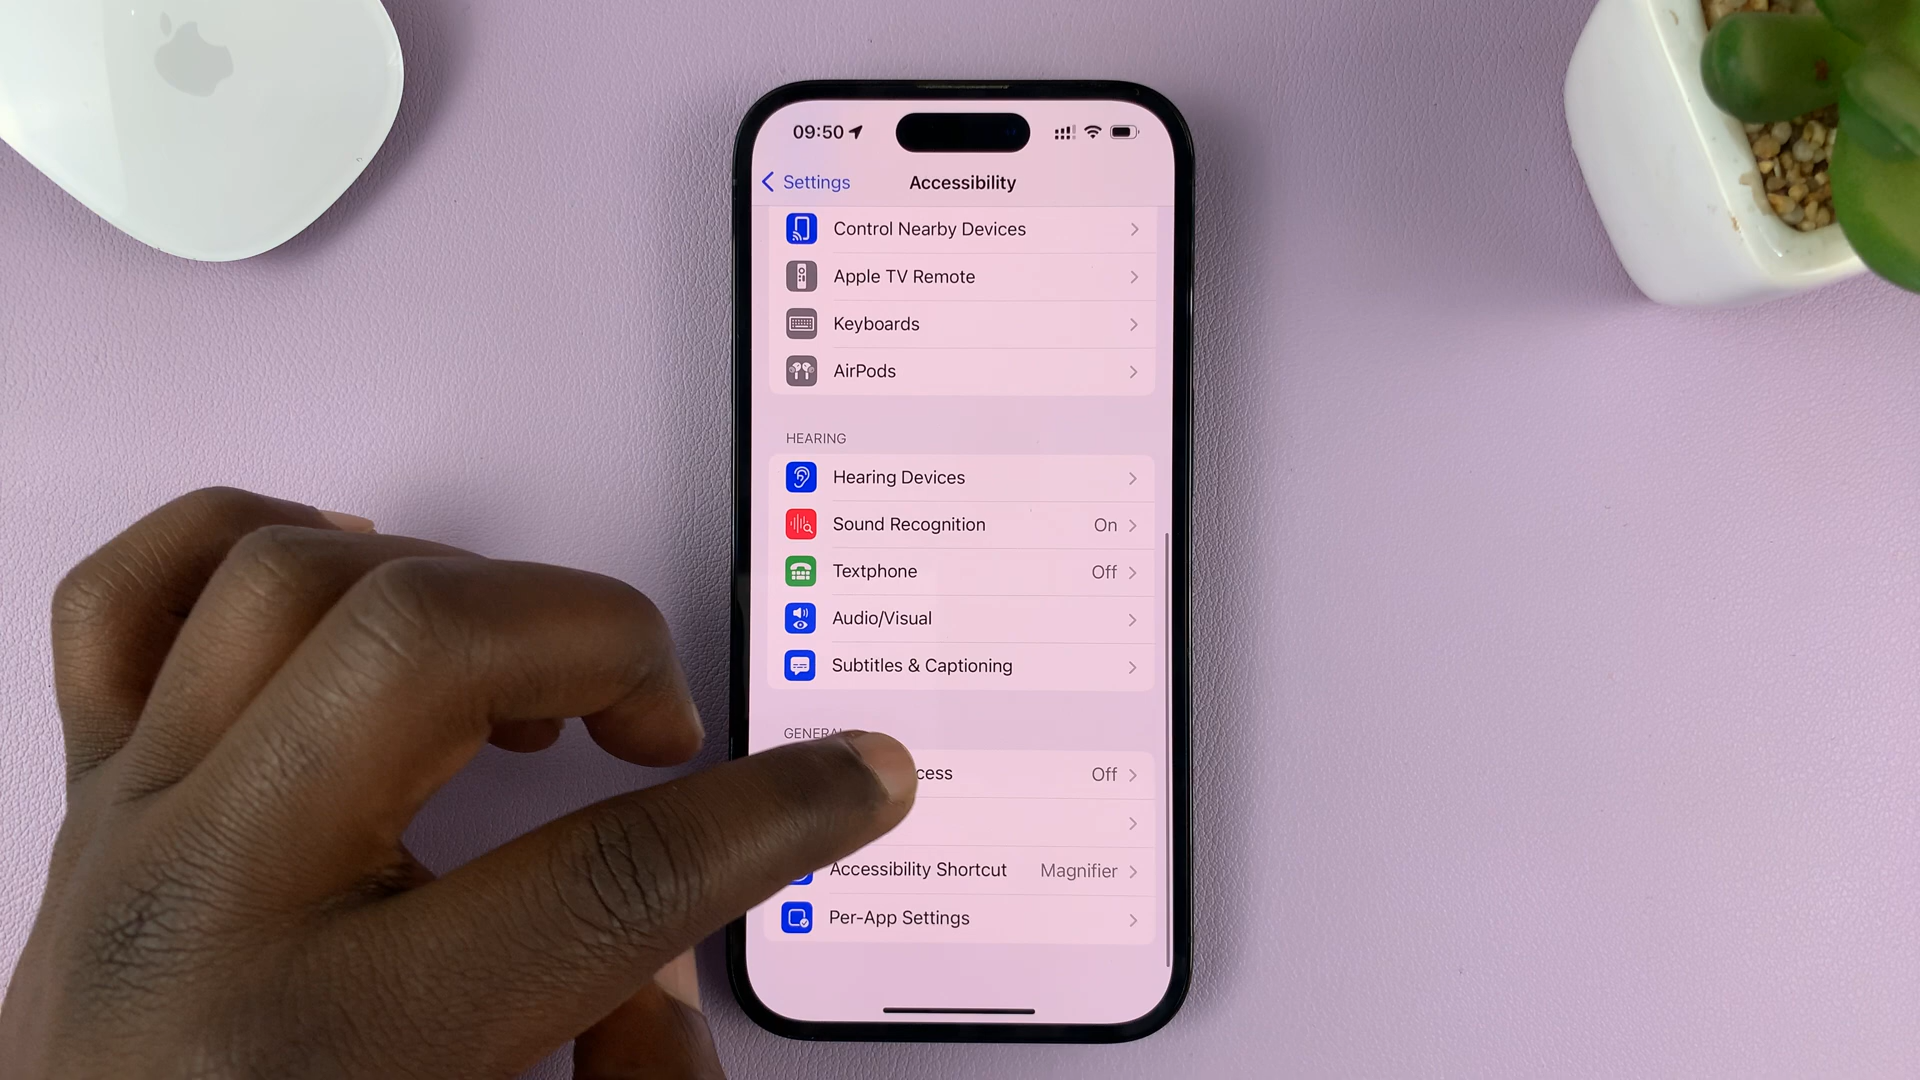 09:50
Settings
Accessibility
Control Nearby Devices
Apple TV Remote
Keyboards
AirPods
HEARING
Hearing Devices
Sound Recognition On
Textphone Off
Audio/Visual
Subtitles & Captioning
GENERAL
Off
Accessibility Shortcut Magnifier
Per-App Settings